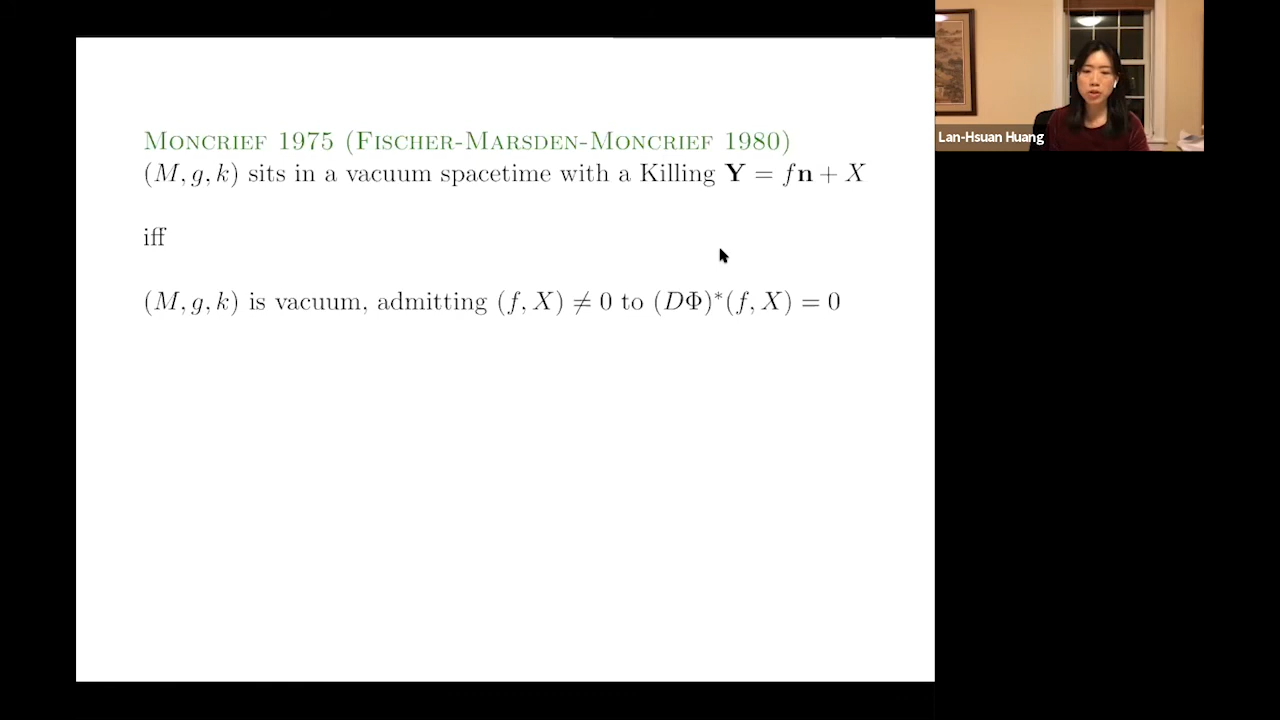 Moncrief 1975 (Fischer-Marsden-Moncrief 1980)
(M, g, k) sits in a vacuum spacetime with a Killing Y = fn + X
iff
(M, g, k) is vacuum, admitting (f, X) ≠ 0 to (DΦ)*(f, X) = 0
Lan-Hsuan Huang